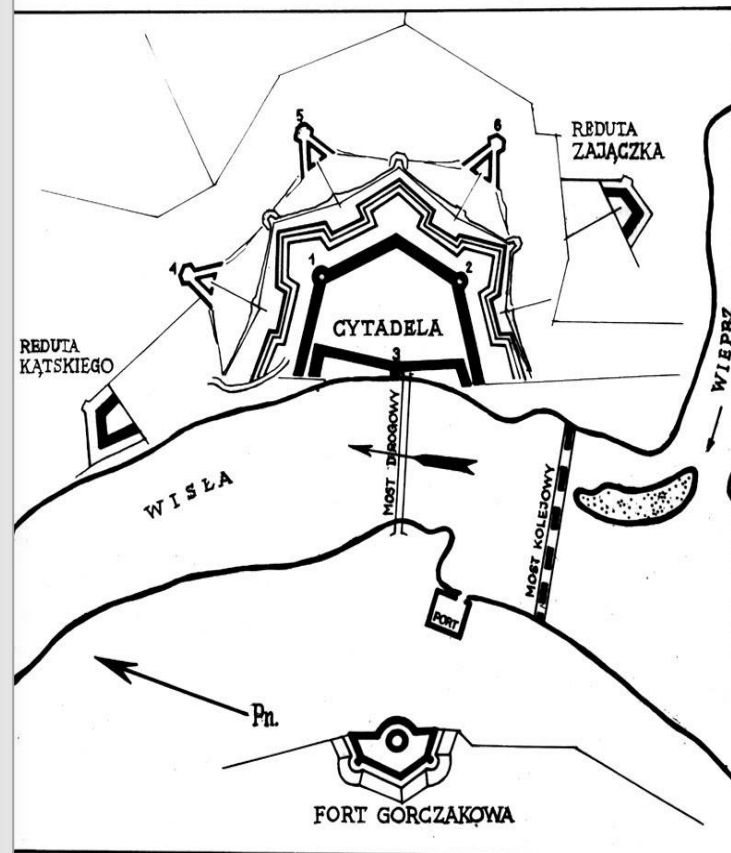 5
6
REDUTA
ZAJĄCZKA
4
1
2
CYTADELA
3
REDUTA
KĄTSKIEGO
WIEPRZ
MOST DROGOWY
WISŁA
MOST KOLEJOWY
PORT
Pn.
FORT GORCZAKOWA